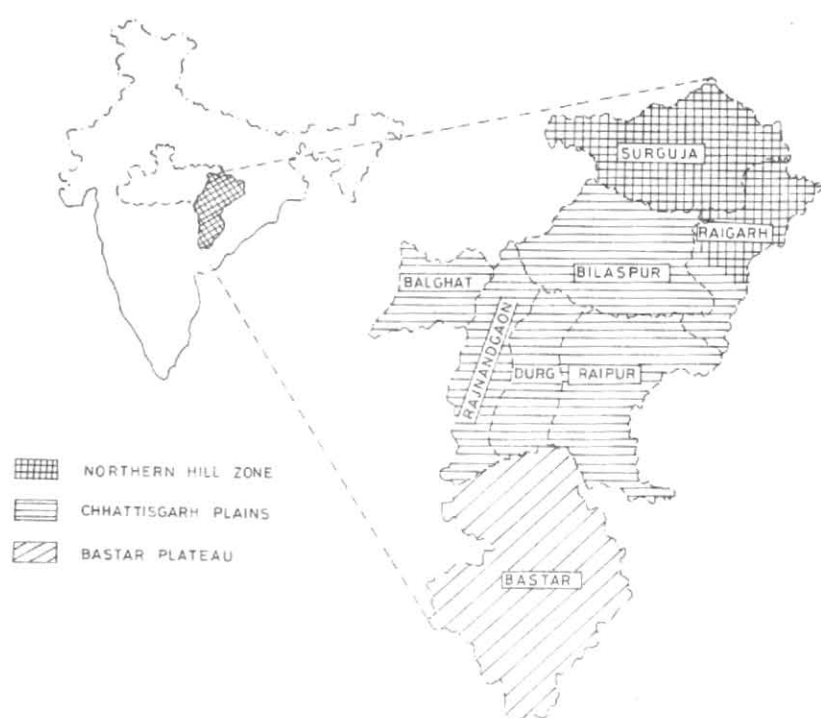 SURGUJA
RAIGARH
BILASPUR
BALGHAT
RAJNANDGAON
DURG
RAIPUR
BASTAR
NORTHERN HILL ZONE
CHHATTISGARH PLAINS
BASTAR PLATEAU